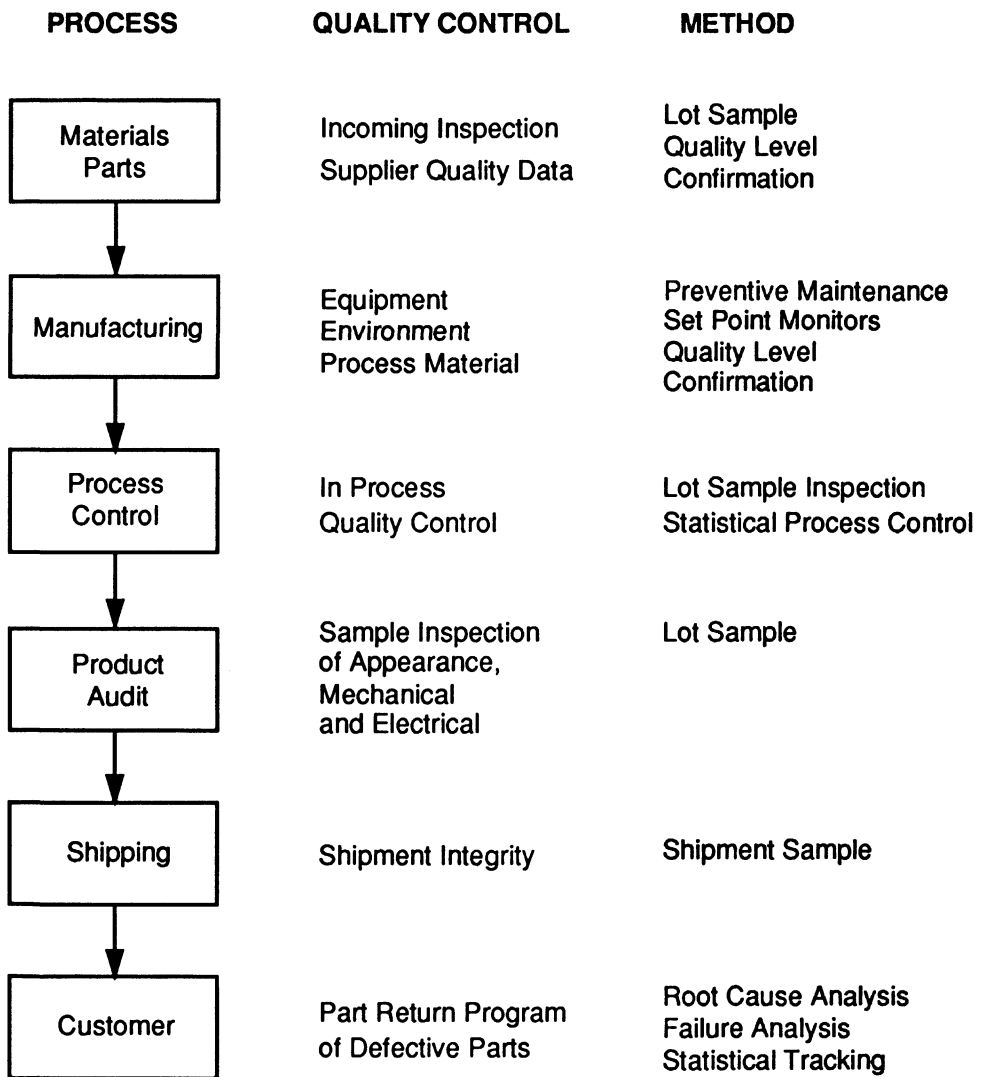 PROCESS
QUALITY CONTROL
METHOD
Materials
Parts
Incoming Inspection
Supplier Quality Data
Lot Sample
Quality Level
Confirmation
Manufacturing
Equipment
Environment
Process Material
Preventive Maintenance
Set Point Monitors
Quality Level
Confirmation
Process
Control
In Process
Quality Control
Lot Sample Inspection
Statistical Process Control
Product
Audit
Sample Inspection
of Appearance,
Mechanical
and Electrical
Lot Sample
Shipping
Shipment Integrity
Shipment Sample
Customer
Part Return Program
of Defective Parts
Root Cause Analysis
Failure Analysis
Statistical Tracking